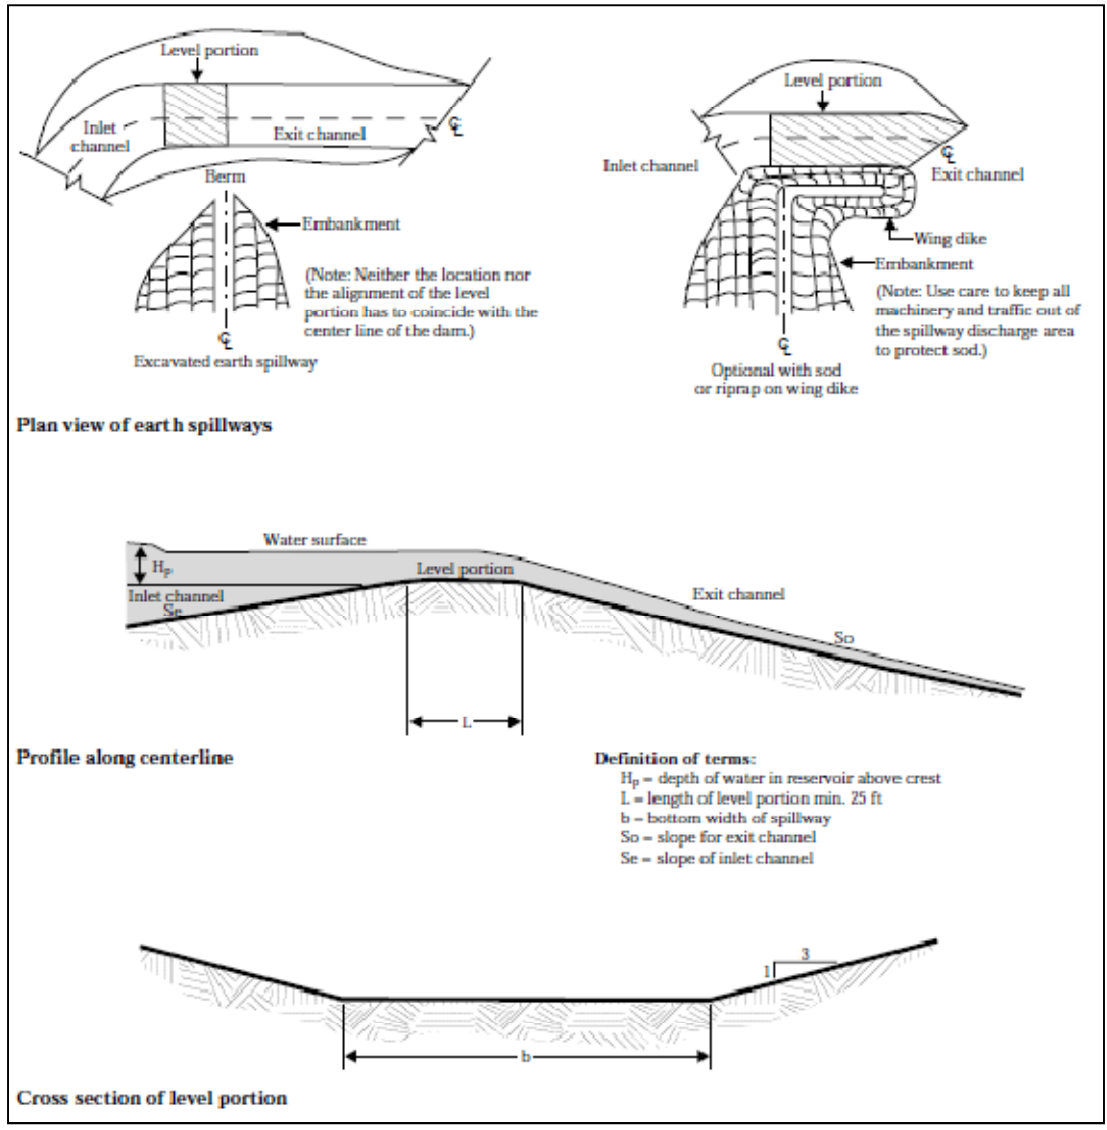 Level portion
Inlet
channel
Exit channel
℄
Berm
Embankment
(Note: Neither the location nor
the alignment of the level
portion has to coincide with the
center line of the dam.)
℄
Excavated earth spillway
Level portion
Inlet channel
℄
Exit channel
Wing dike
Embankment
(Note: Use care to keep all
machinery and traffic out of
the spillway discharge area
to protect sod.)
℄
Optional with sod
or riprap on wing dike
Plan view of earth spillways
Water surface
Hp
Level portion
Inlet channel
Se
Exit channel
So
L
Profile along centerline
Definition of terms:
Hp = depth of water in reservoir above crest
L = length of level portion min. 25 ft
b = bottom width of spillway
So = slope for exit channel
Se = slope of inlet channel
3
1
b
Cross section of level portion